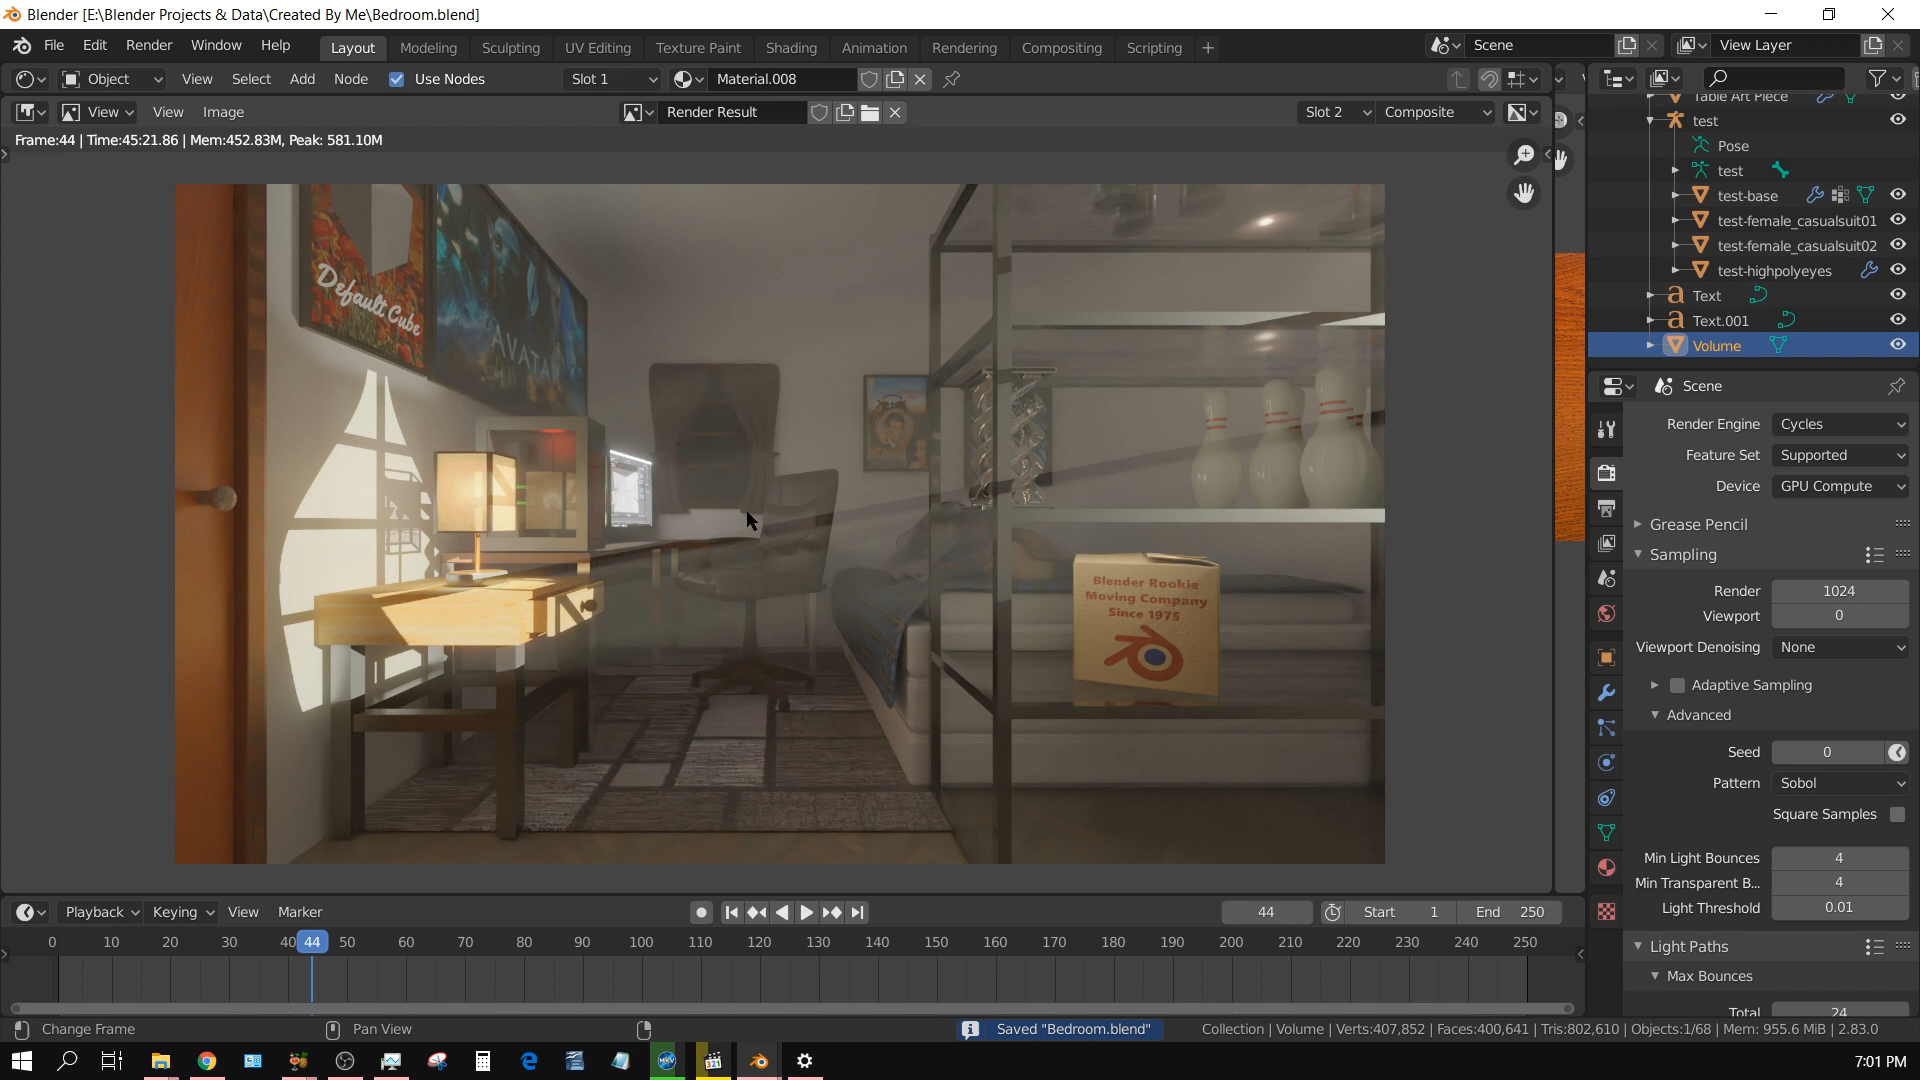 Blender [E:\Blender Projects & Data\Created By Me\Bedroom.blend]
File Edit Render Window Help Layout Modeling Sculpting UV Editing Texture Paint Shading Animation Rendering Compositing Scripting + Scene View Layer
Object View Select Add Node Use Nodes Slot 1 Material.008
View View Image Render Result Slot 2 Composite
Frame:44 | Time:45:21.86 | Mem:452.83M, Peak: 581.10M
Default Cube
AVATAR
Blender Rookie
Moving Company
Since 1975
Table Art Piece
test
Pose
test
test-base
test-female_casualsuit01
test-female_casualsuit02
test-highpolyeyes
Text
Text.001
Volume
Scene
Render Engine Cycles
Feature Set Supported
Device GPU Compute
Grease Pencil
Sampling
Render 1024
Viewport 0
Viewport Denoising None
Adaptive Sampling
Advanced
Seed 0
Pattern Sobol
Square Samples
Min Light Bounces 4
Min Transparent B... 4
Light Threshold 0.01
Light Paths
Max Bounces
Total 24
Playback Keying View Marker 44 Start 1 End 250
0 10 20 30 40 44 50 60 70 80 90 100 110 120 130 140 150 160 170 180 190 200 210 220 230 240 250
Change Frame Pan View Saved "Bedroom.blend" Collection | Volume | Verts:407,852 | Faces:400,641 | Tris:802,610 | Objects:1/68 | Mem: 955.6 MiB | 2.83.0
7:01 PM